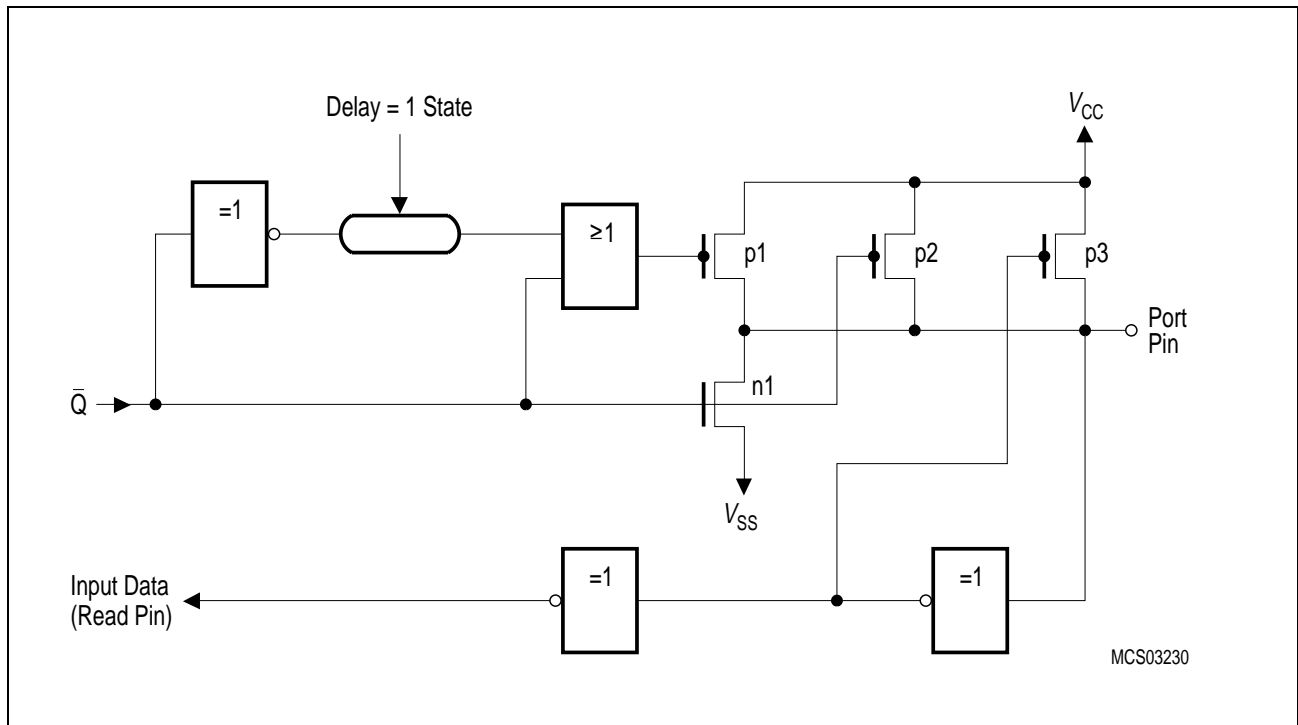 Delay = 1 State
V_CC
=1
≥1
p1
p2
p3
Port
Pin
Q̄
n1
V_SS
Input Data
(Read Pin)
=1
=1
MCS03230